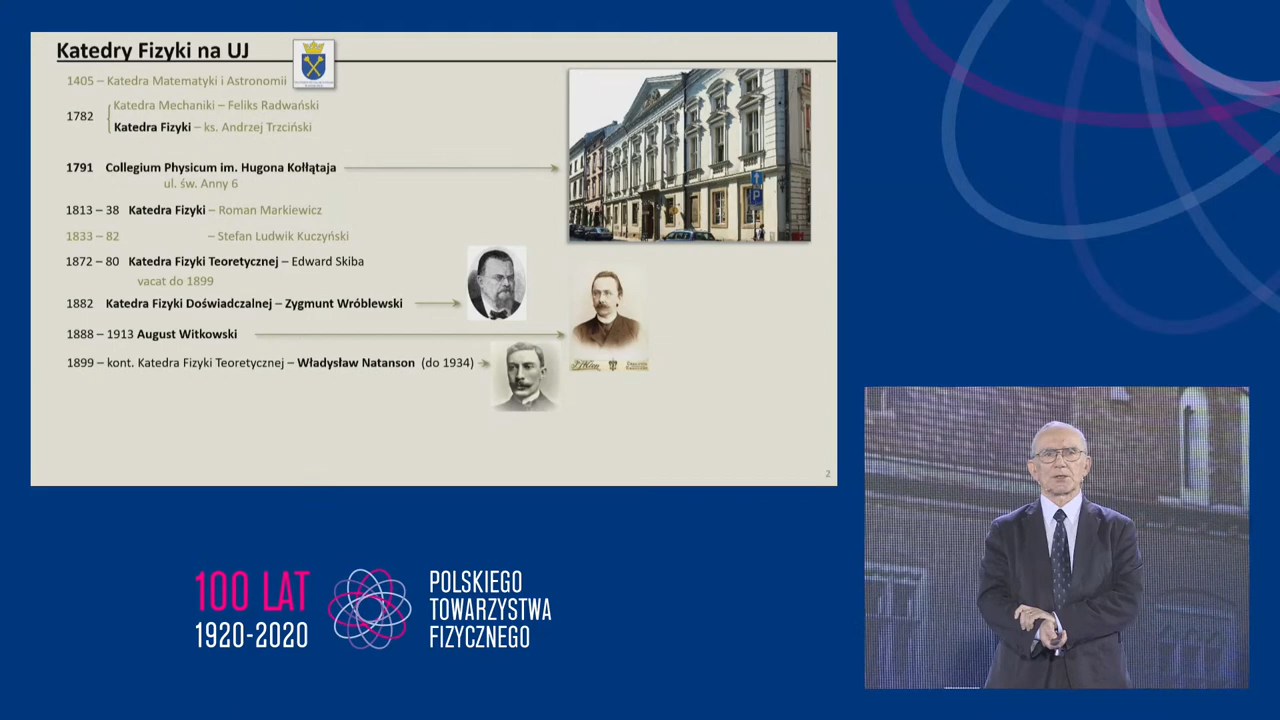 Katedry Fizyki na UJ
1405 – Katedra Matematyki i Astronomii
1782
Katedra Mechaniki – Feliks Radwański
Katedra Fizyki – ks. Andrzej Trzciński
1791 Collegium Physicum im. Hugona Kołłątaja
ul. św. Anny 6
1813 – 38 Katedra Fizyki – Roman Markiewicz
1833 – 82 – Stefan Ludwik Kuczyński
1872 – 80 Katedra Fizyki Teoretycznej – Edward Skiba
vacat do 1899
1882 Katedra Fizyki Doświadczalnej – Zygmunt Wróblewski
1888 – 1913 August Witkowski
1899 – kont. Katedra Fizyki Teoretycznej – Władysław Natanson (do 1934)
P
2
100 LAT
1920-2020
POLSKIEGO
TOWARZYSTWA
FIZYCZNEGO